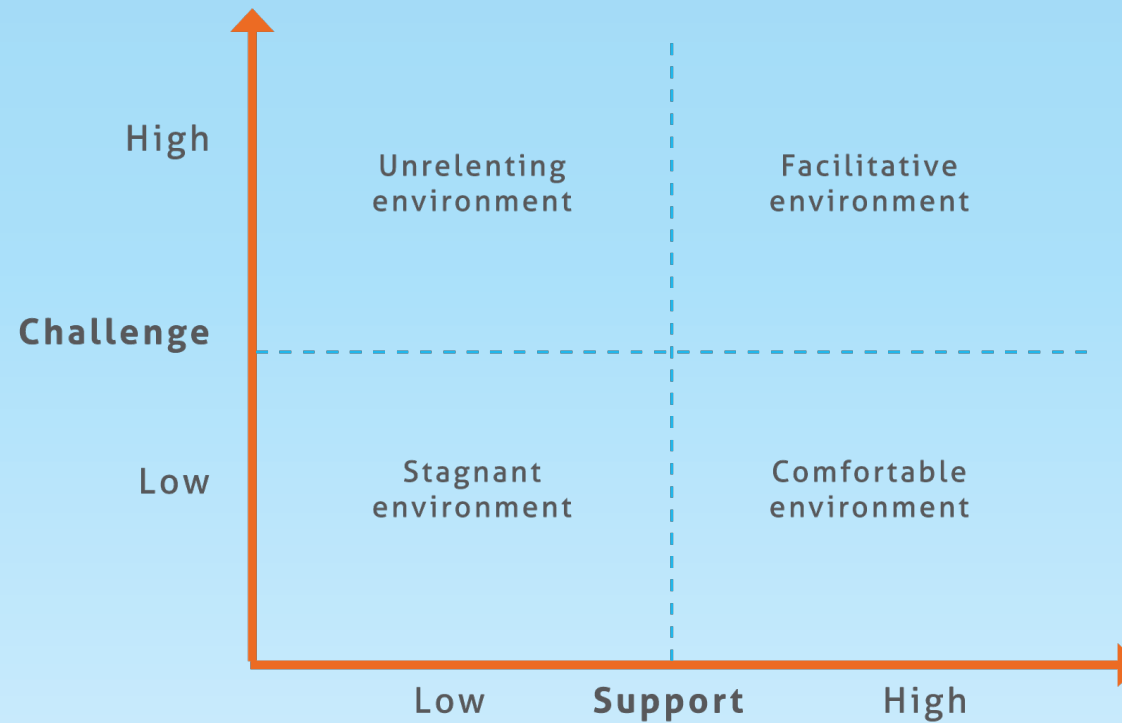 High
Unrelenting
environment
Facilitative
environment
Challenge
Low
Stagnant
environment
Comfortable
environment
Low
Support
High